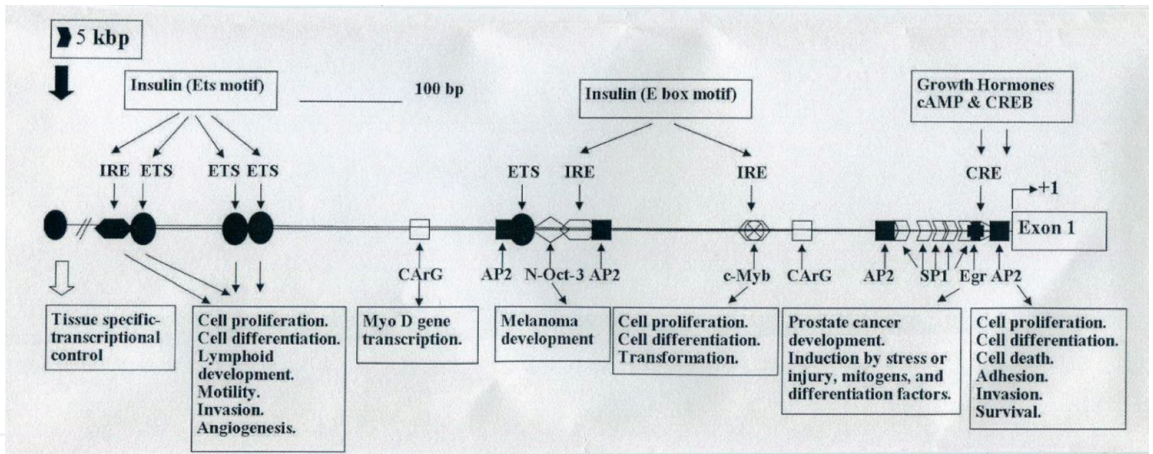 5 kbp
Insulin (Ets motif)
100 bp
Insulin (E box motif)
Growth Hormones
cAMP & CREB
IRE ETS ETS ETS ETS IRE IRE CRE
+1
Exon 1
CArG AP2 N-Oct-3 AP2 c-Myb CArG AP2 SP1 Egr AP2
Tissue specific-
transcriptional
control
Cell proliferation.
Cell differentiation.
Lymphoid
development.
Motility.
Invasion.
Angiogenesis.
Myo D gene
transcription.
Melanoma
development
Cell proliferation.
Cell differentiation.
Transformation.
Prostate cancer
development.
Induction by stress or
injury, mitogens, and
differentiation factors.
Cell proliferation.
Cell differentiation.
Cell death.
Adhesion.
Invasion.
Survival.